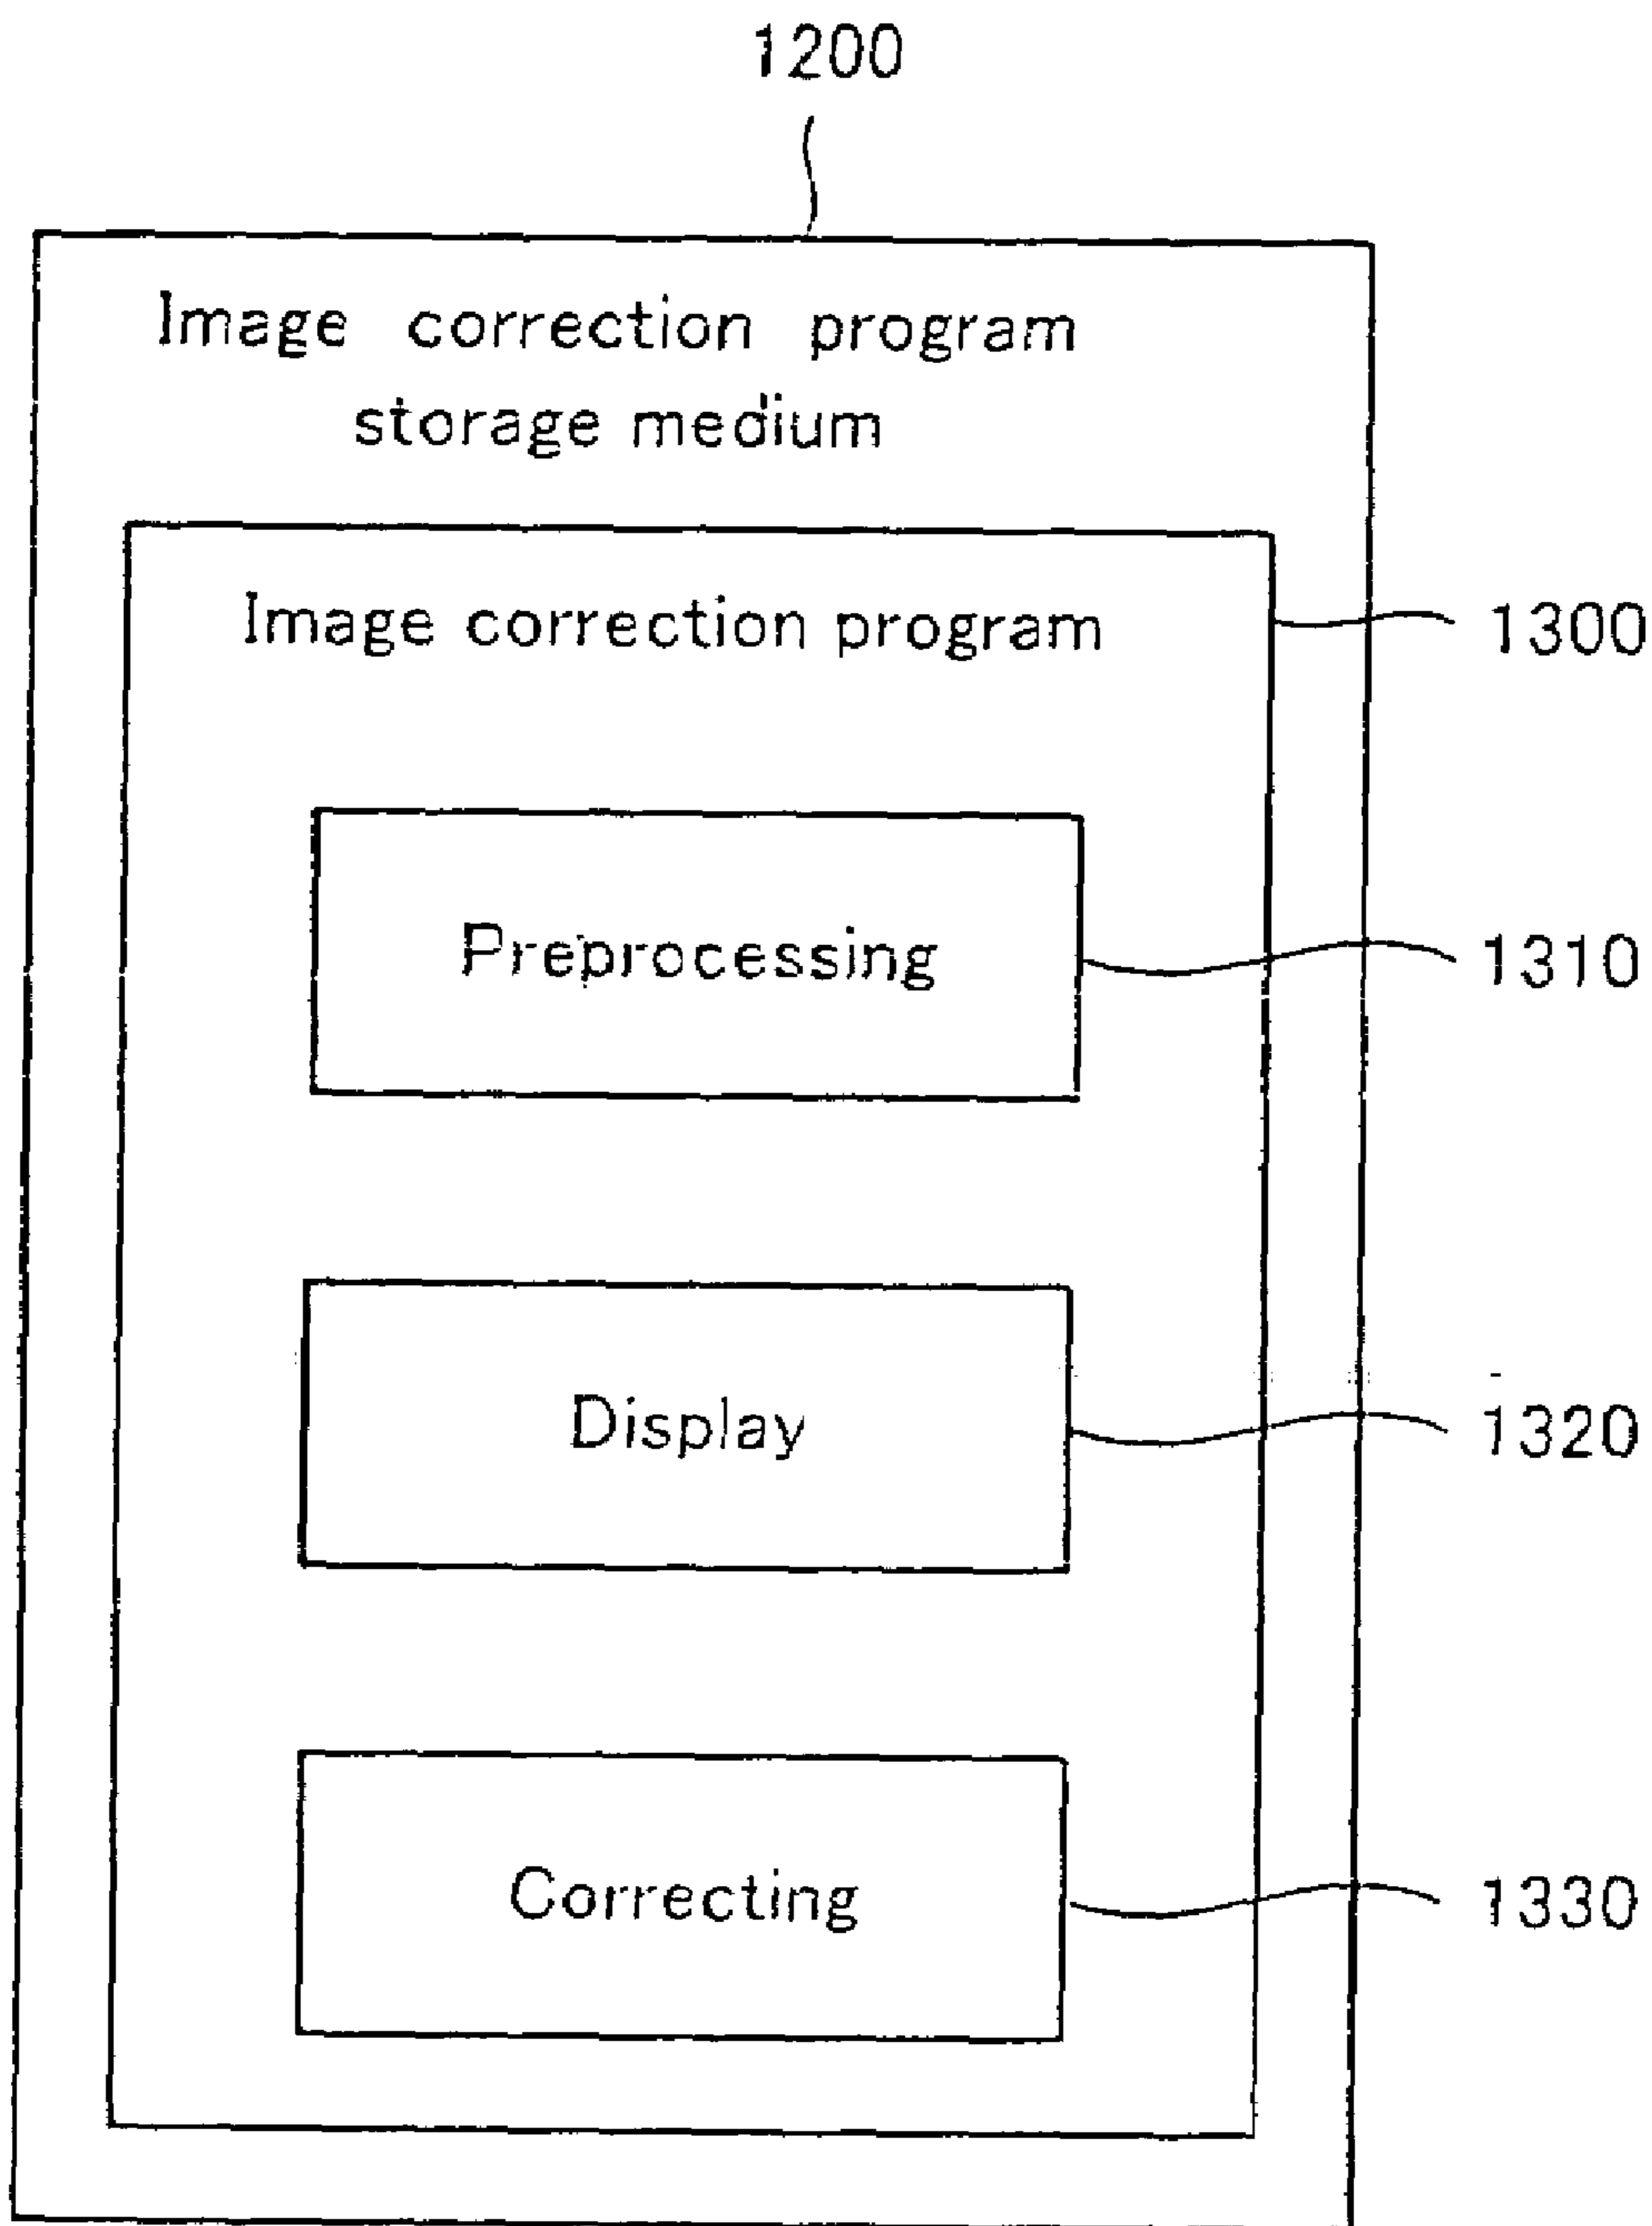 1200
Image correction program
storage medium
Image correction program
1300
Preprocessing
1310
Display
1320
Correcting
1330